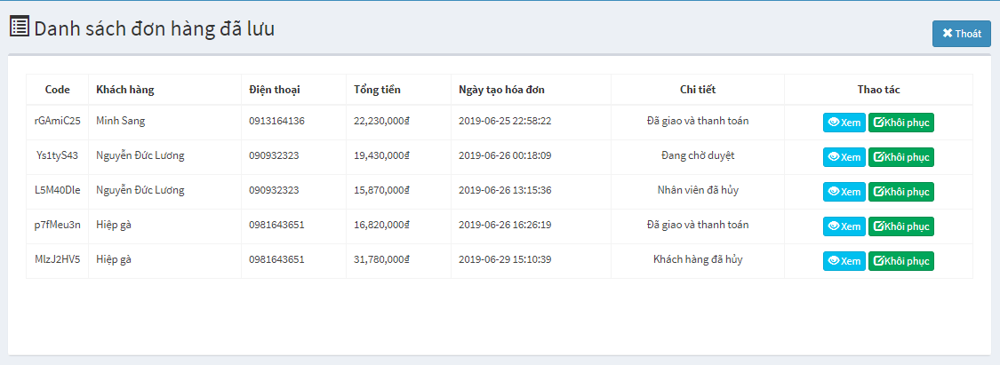 Danh sách đơn hàng đã lưu
Thoát
Code Khách hàng Điện thoại Tổng tiền Ngày tạo hóa đơn Chi tiết Thao tác
rGAmiC25 Minh Sang 0913164136 22,230,000₫ 2019-06-25 22:58:22 Đã giao và thanh toán Xem Khôi phục
Ys1tyS43 Nguyễn Đức Lương 090932323 19,430,000₫ 2019-06-26 00:18:09 Đang chờ duyệt Xem Khôi phục
L5M40Dle Nguyễn Đức Lương 090932323 15,870,000₫ 2019-06-26 13:15:36 Nhân viên đã hủy Xem Khôi phục
p7fMeu3n Hiệp gà 0981643651 16,820,000₫ 2019-06-26 16:26:19 Đã giao và thanh toán Xem Khôi phục
MlzJ2HV5 Hiệp gà 0981643651 31,780,000₫ 2019-06-29 15:10:39 Khách hàng đã hủy Xem Khôi phục